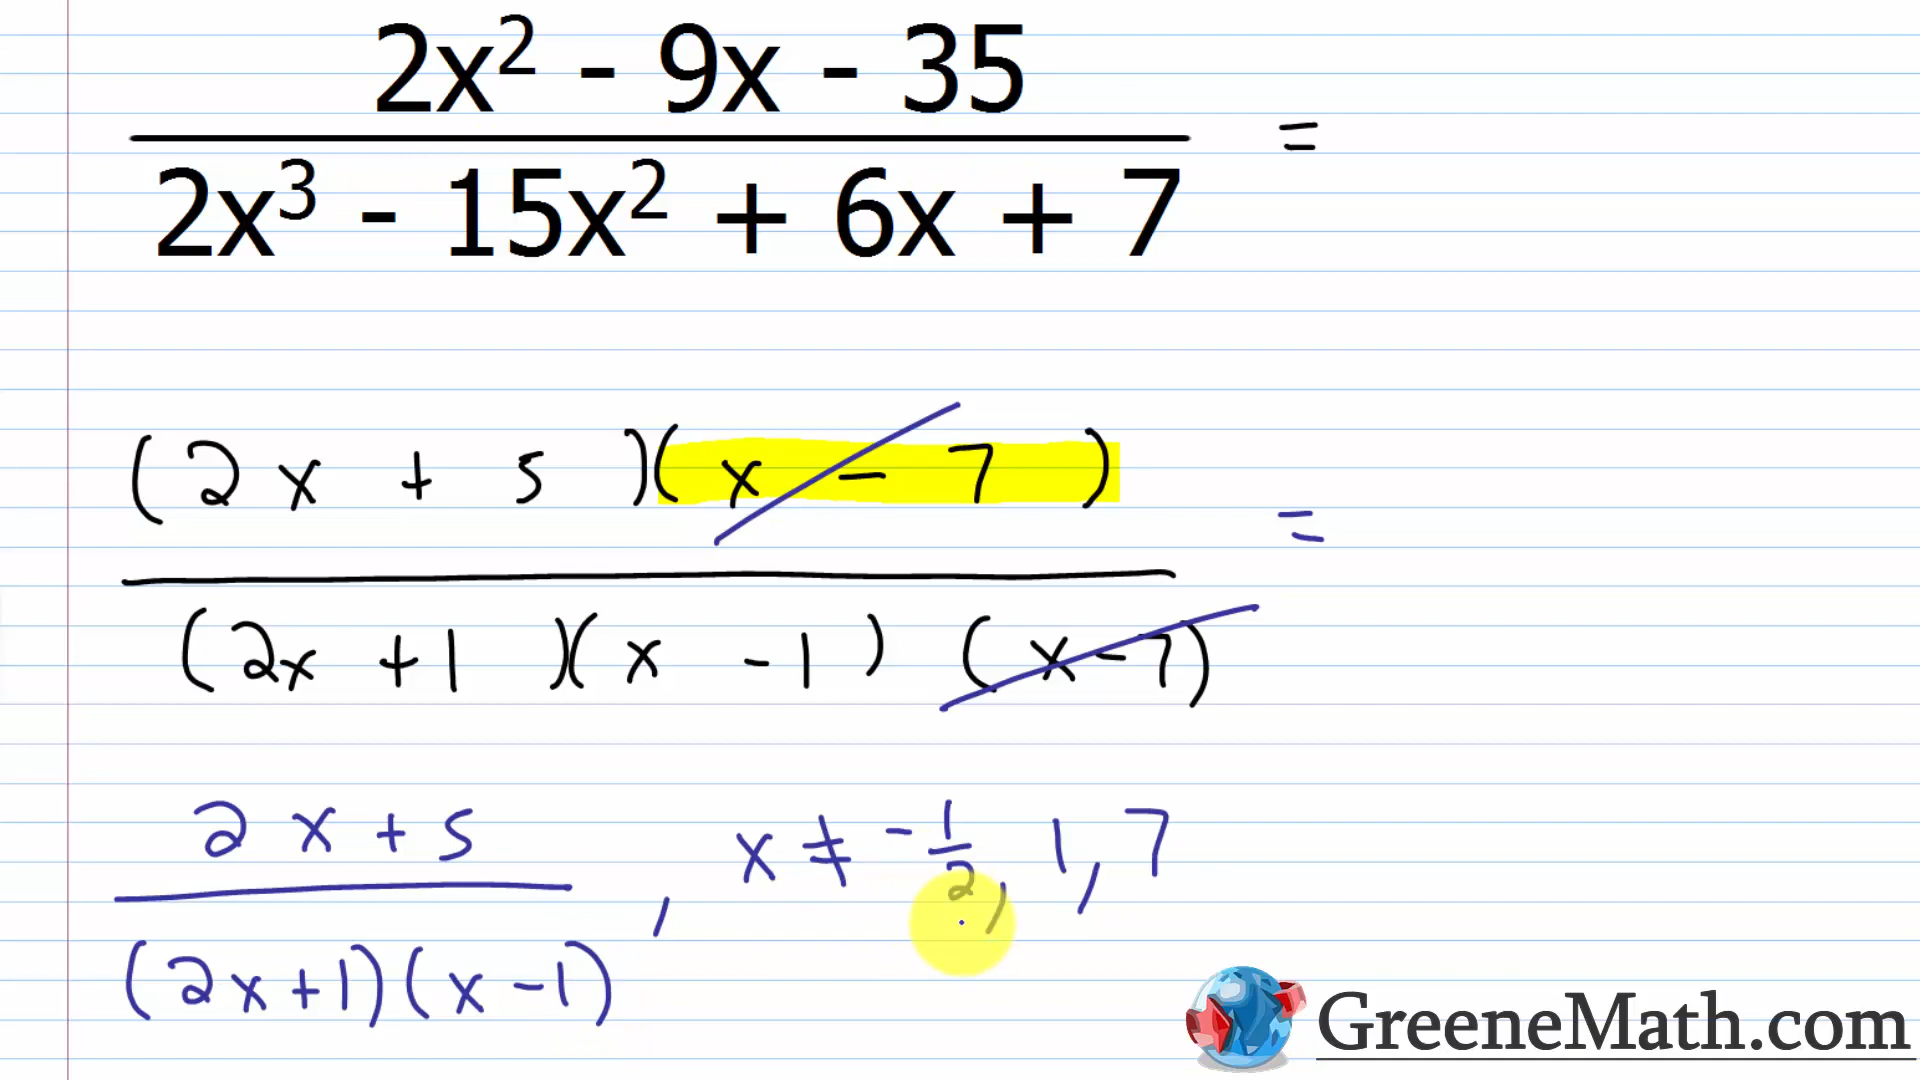 2x² - 9x - 35
=
2x³ - 15x² + 6x + 7
(2x + 5)(x - 7)
=
(2x + 1)(x - 1)(x - 7)
2x + 5
, x ≠ -1/2, 1, 7
(2x + 1)(x - 1)
GreeneMath.com